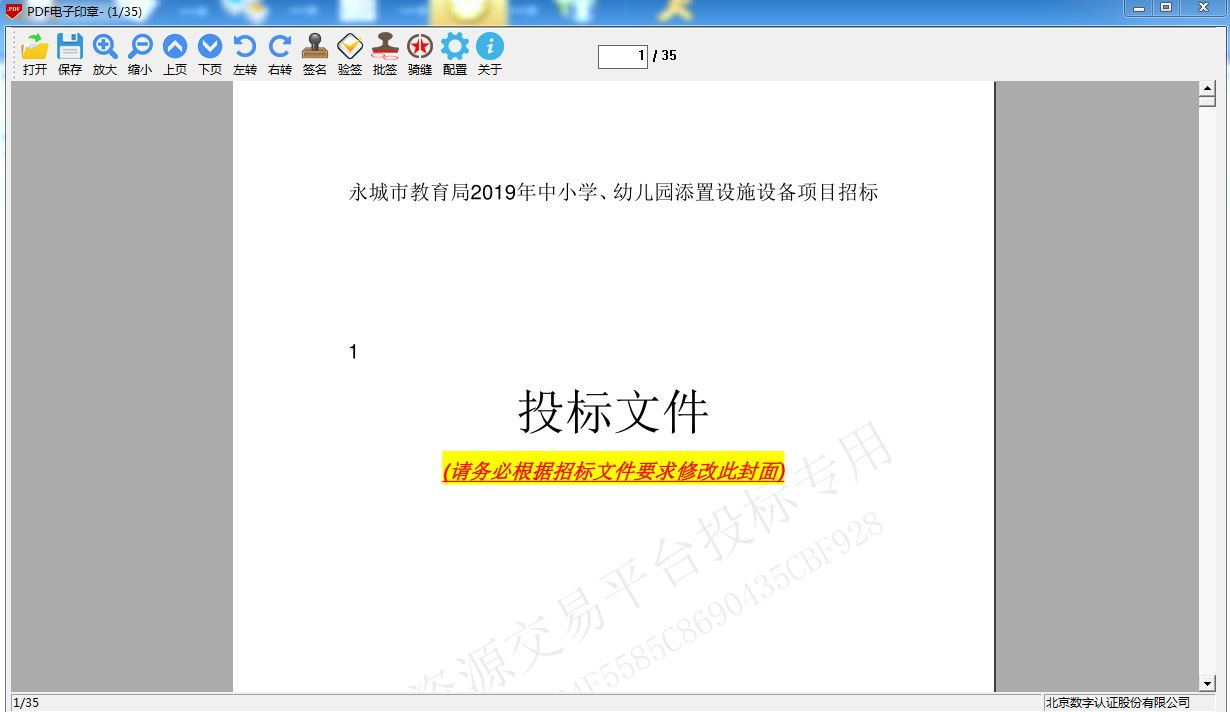 PDF电子印章- (1/35)
打开 保存 放大 缩小 上页 下页 左转 右转 签名 验签 批签 骑缝 配置 关于
1 / 35
永城市教育局2019年中小学、幼儿园添置设施设备项目招标
1
投标文件
(请务必根据招标文件要求修改此封面)
资源交易平台投标专用
4F5585C8690435CBF928
1/35
北京数字认证股份有限公司